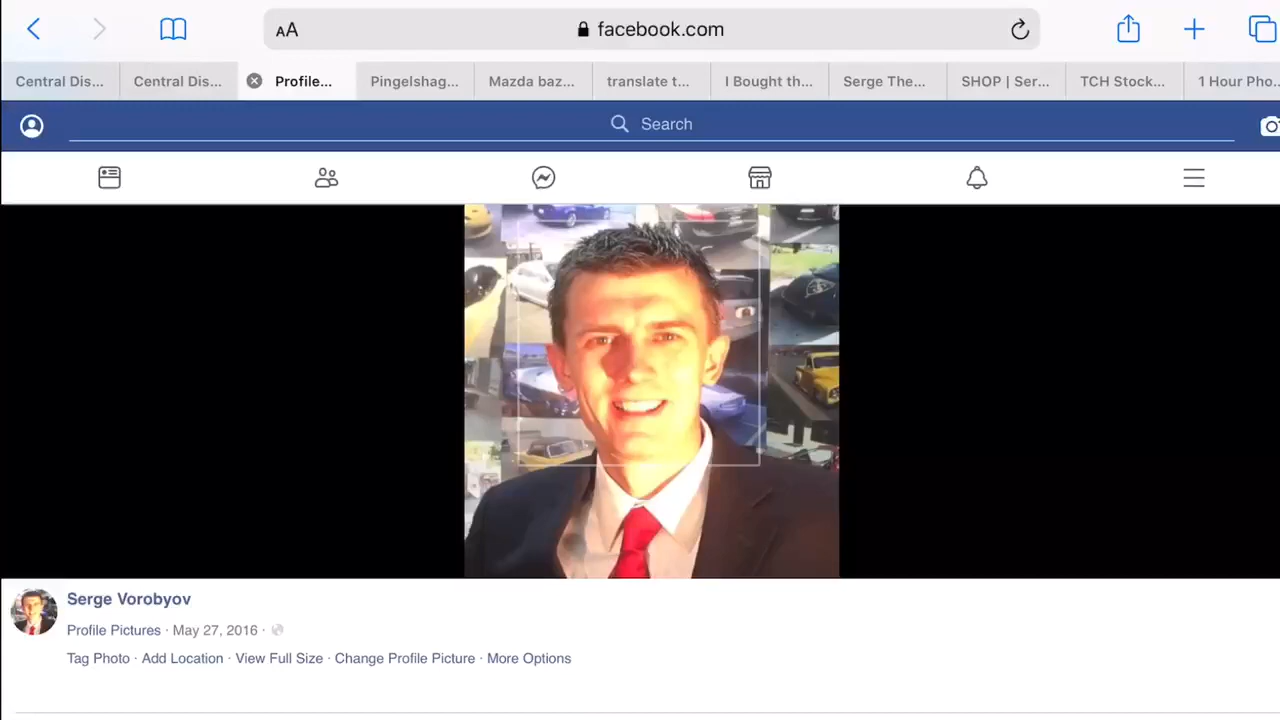 AA facebook.com
Central Dis... Central Dis... Profile... Pingelshag... Mazda baz... translate t... I Bought th... Serge The... SHOP | Ser... TCH Stock... 1 Hour Pho...
Search
Serge Vorobyov
Profile Pictures · May 27, 2016 ·
Tag Photo · Add Location · View Full Size · Change Profile Picture · More Options